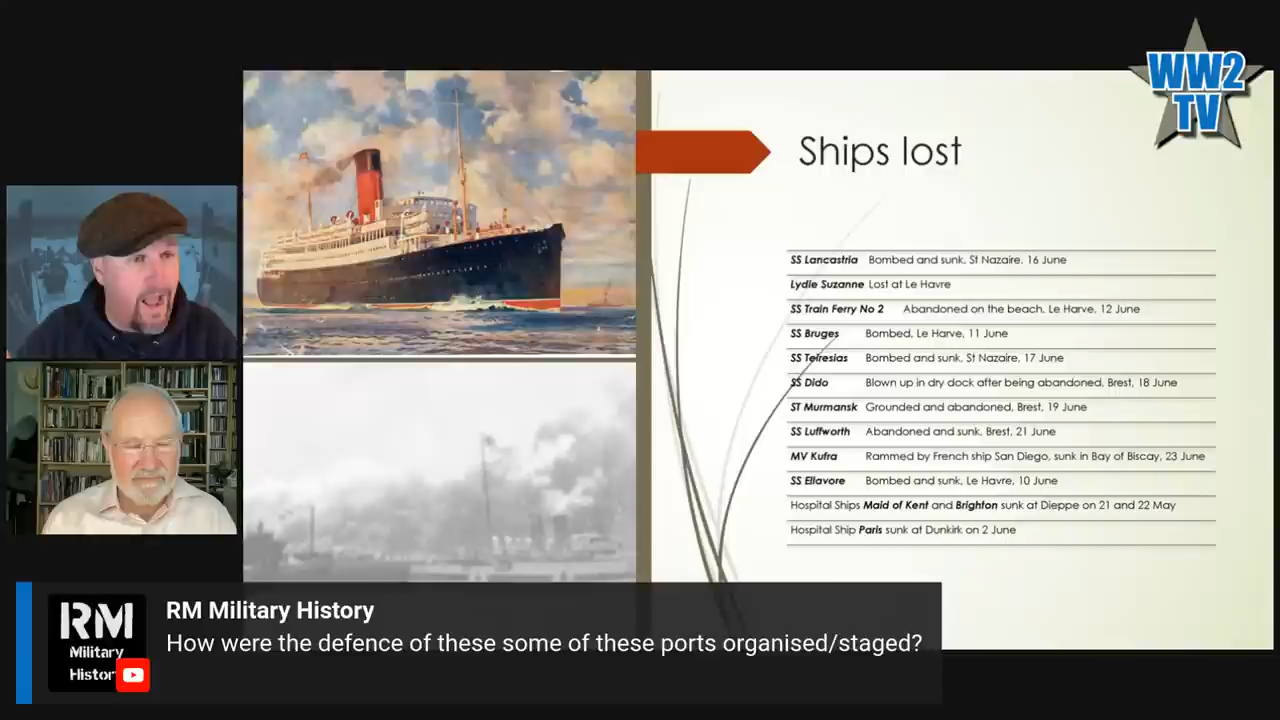 WW2
TV
Ships lost
SS Lancastria Bombed and sunk, St Nazaire, 16 June
Lydie Suzanne Lost at Le Havre
SS Train Ferry No 2 Abandoned on the beach, Le Harve, 12 June
SS Bruges Bombed, Le Harve, 11 June
SS Teiresias Bombed and sunk, St Nazaire, 17 June
SS Dido Blown up in dry dock after being abandoned, Brest, 18 June
ST Murmansk Grounded and abandoned, Brest, 19 June
SS Luffworth Abandoned and sunk, Brest, 21 June
MV Kufra Rammed by French ship San Diego, sunk in Bay of Biscay, 23 June
SS Ellavore Bombed and sunk, Le Havre, 10 June
Hospital Ships Maid of Kent and Brighton sunk at Dieppe on 21 and 22 May
Hospital Ship Paris sunk at Dunkirk on 2 June
RM
Military
History
RM Military History
How were the defence of these some of these ports organised/staged?